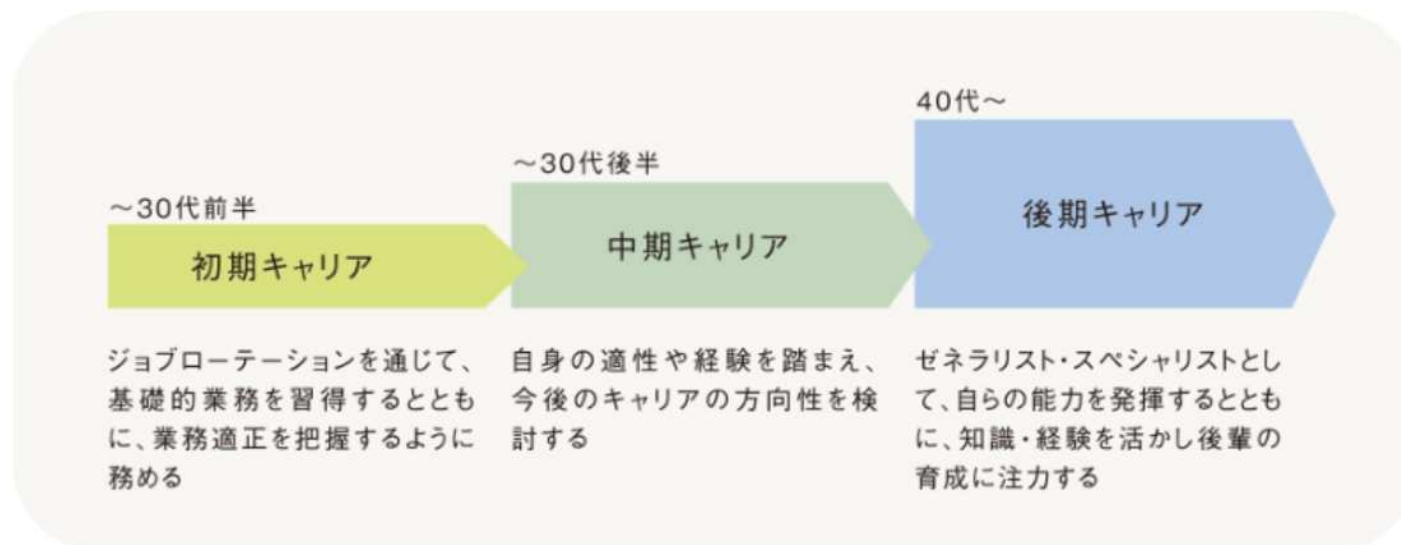 ～30代前半
初期キャリア
ジョブローテーションを通じて、
基礎的業務を習得するととも
に、業務適正を把握するように
務める
～30代後半
中期キャリア
自身の適性や経験を踏まえ、
今後のキャリアの方向性を検
討する
40代～
後期キャリア
ゼネラリスト・スペシャリストとし
て、自らの能力を発揮するととも
に、知識・経験を活かし後輩の
育成に注力する